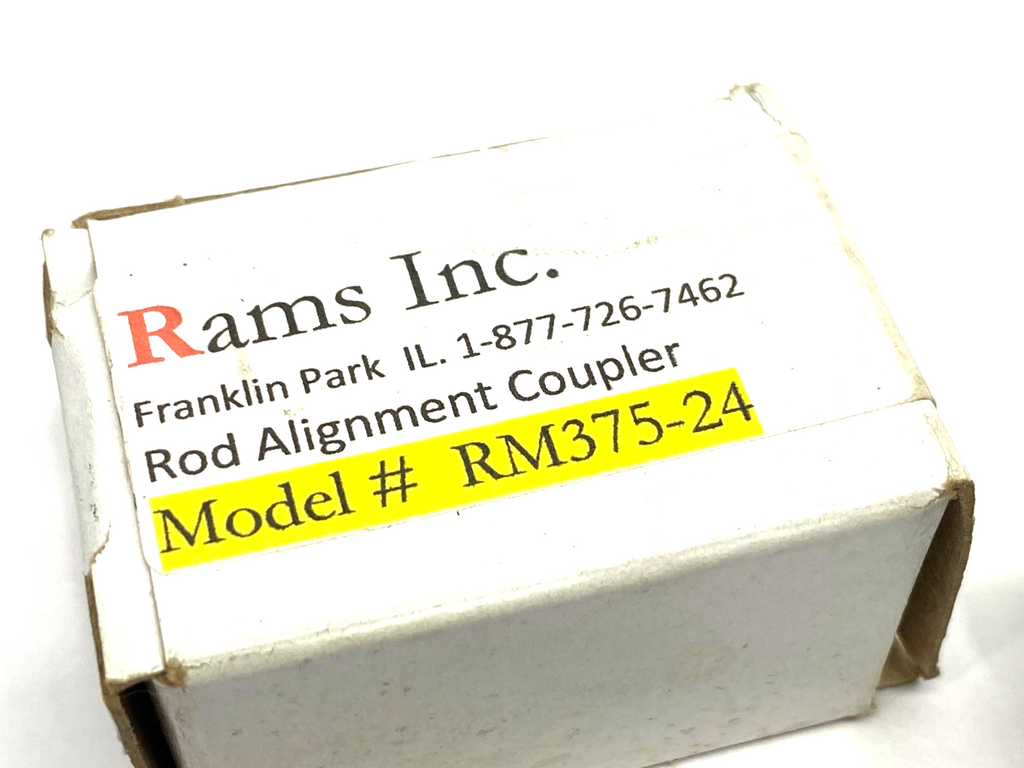 Rams Inc.
Franklin Park IL. 1-877-726-7462
Rod Alignment Coupler
Model # RM375-24